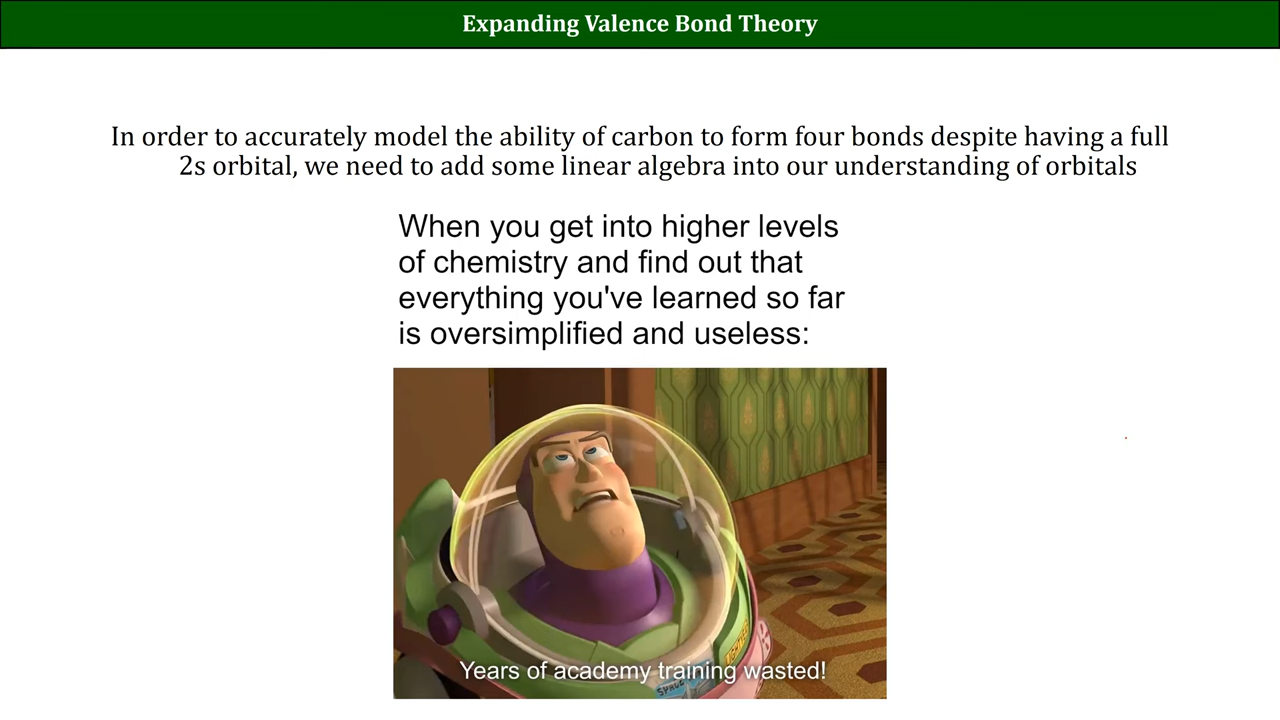 Expanding Valence Bond Theory
In order to accurately model the ability of carbon to form four bonds despite having a full
2s orbital, we need to add some linear algebra into our understanding of orbitals
When you get into higher levels
of chemistry and find out that
everything you've learned so far
is oversimplified and useless:
Years of academy training wasted!
SPACE